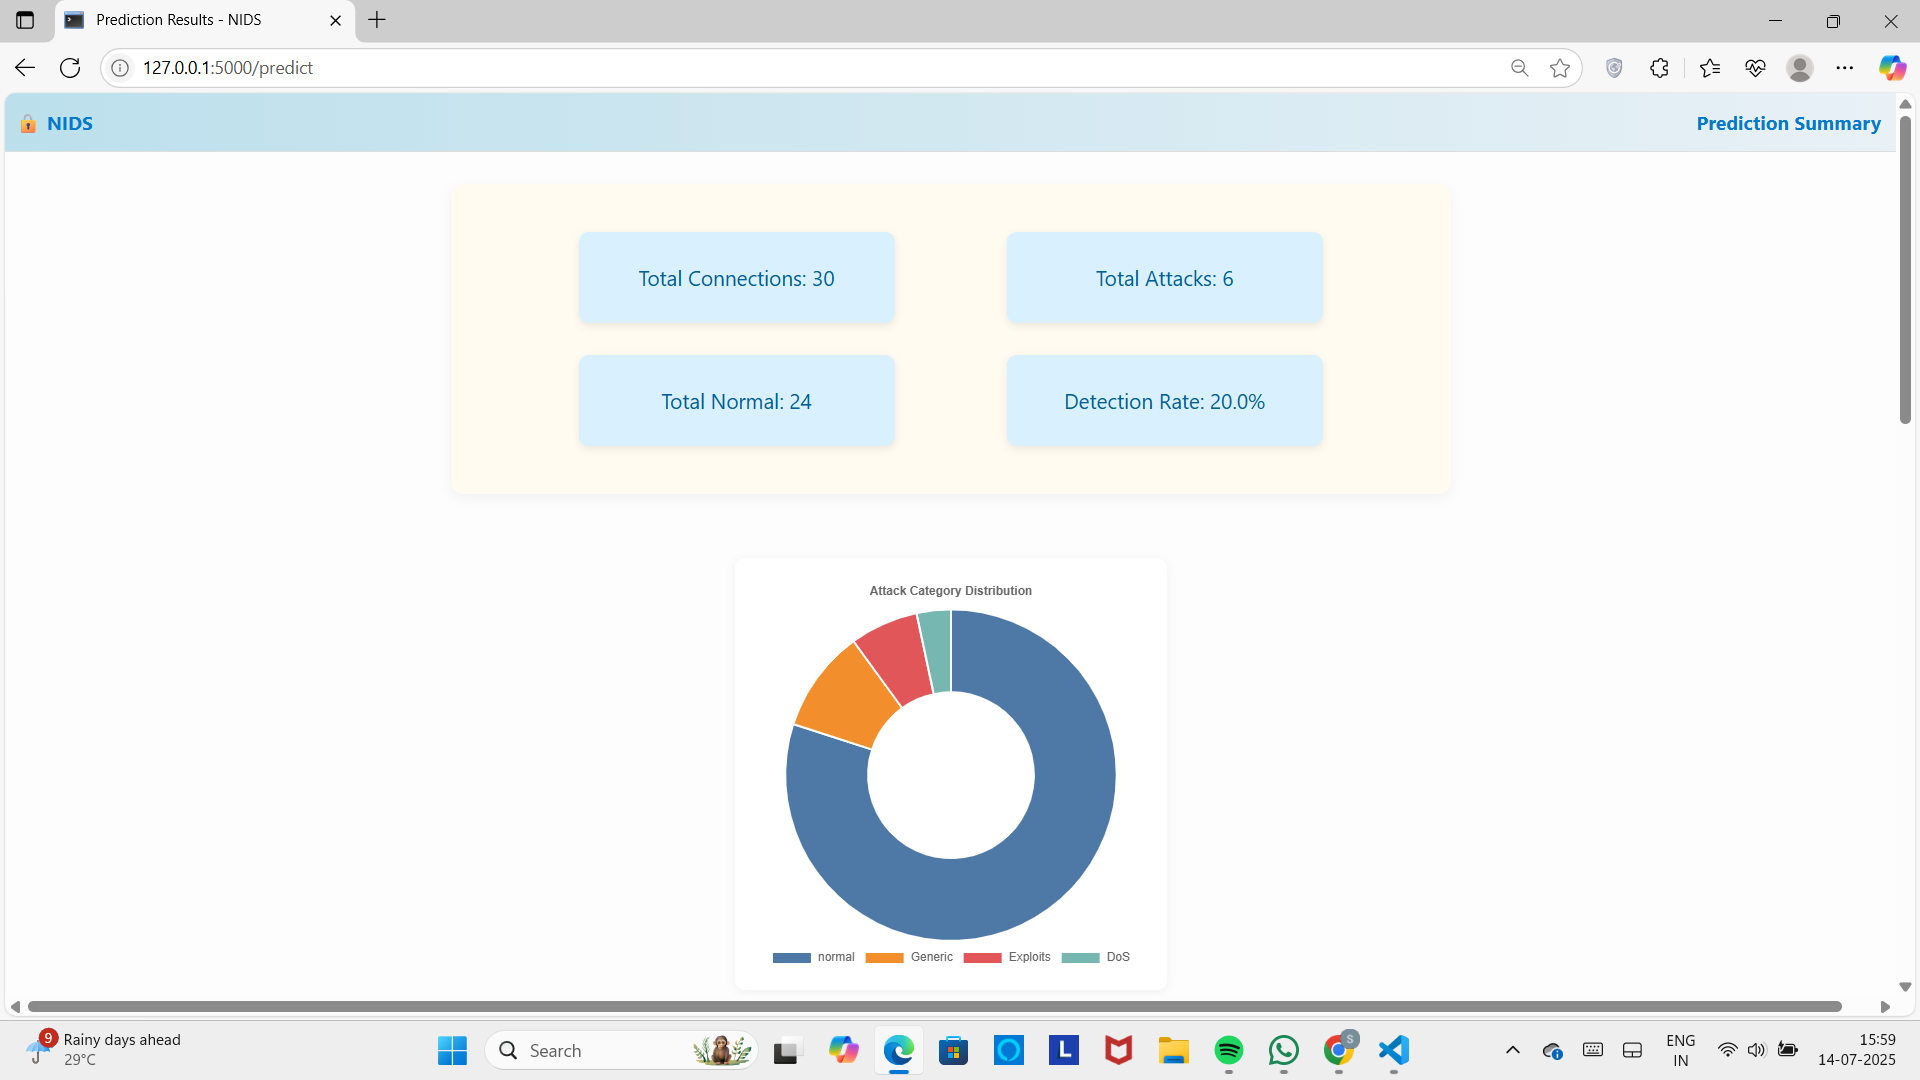 Prediction Results - NIDS
127.0.0.1:5000/predict
NIDS
Prediction Summary
Total Connections: 30
Total Attacks: 6
Total Normal: 24
Detection Rate: 20.0%
Attack Category Distribution
normal
Generic
Exploits
DoS
9
Rainy days ahead
29°C
Search
L
S
ENG
IN
15:59
14-07-2025